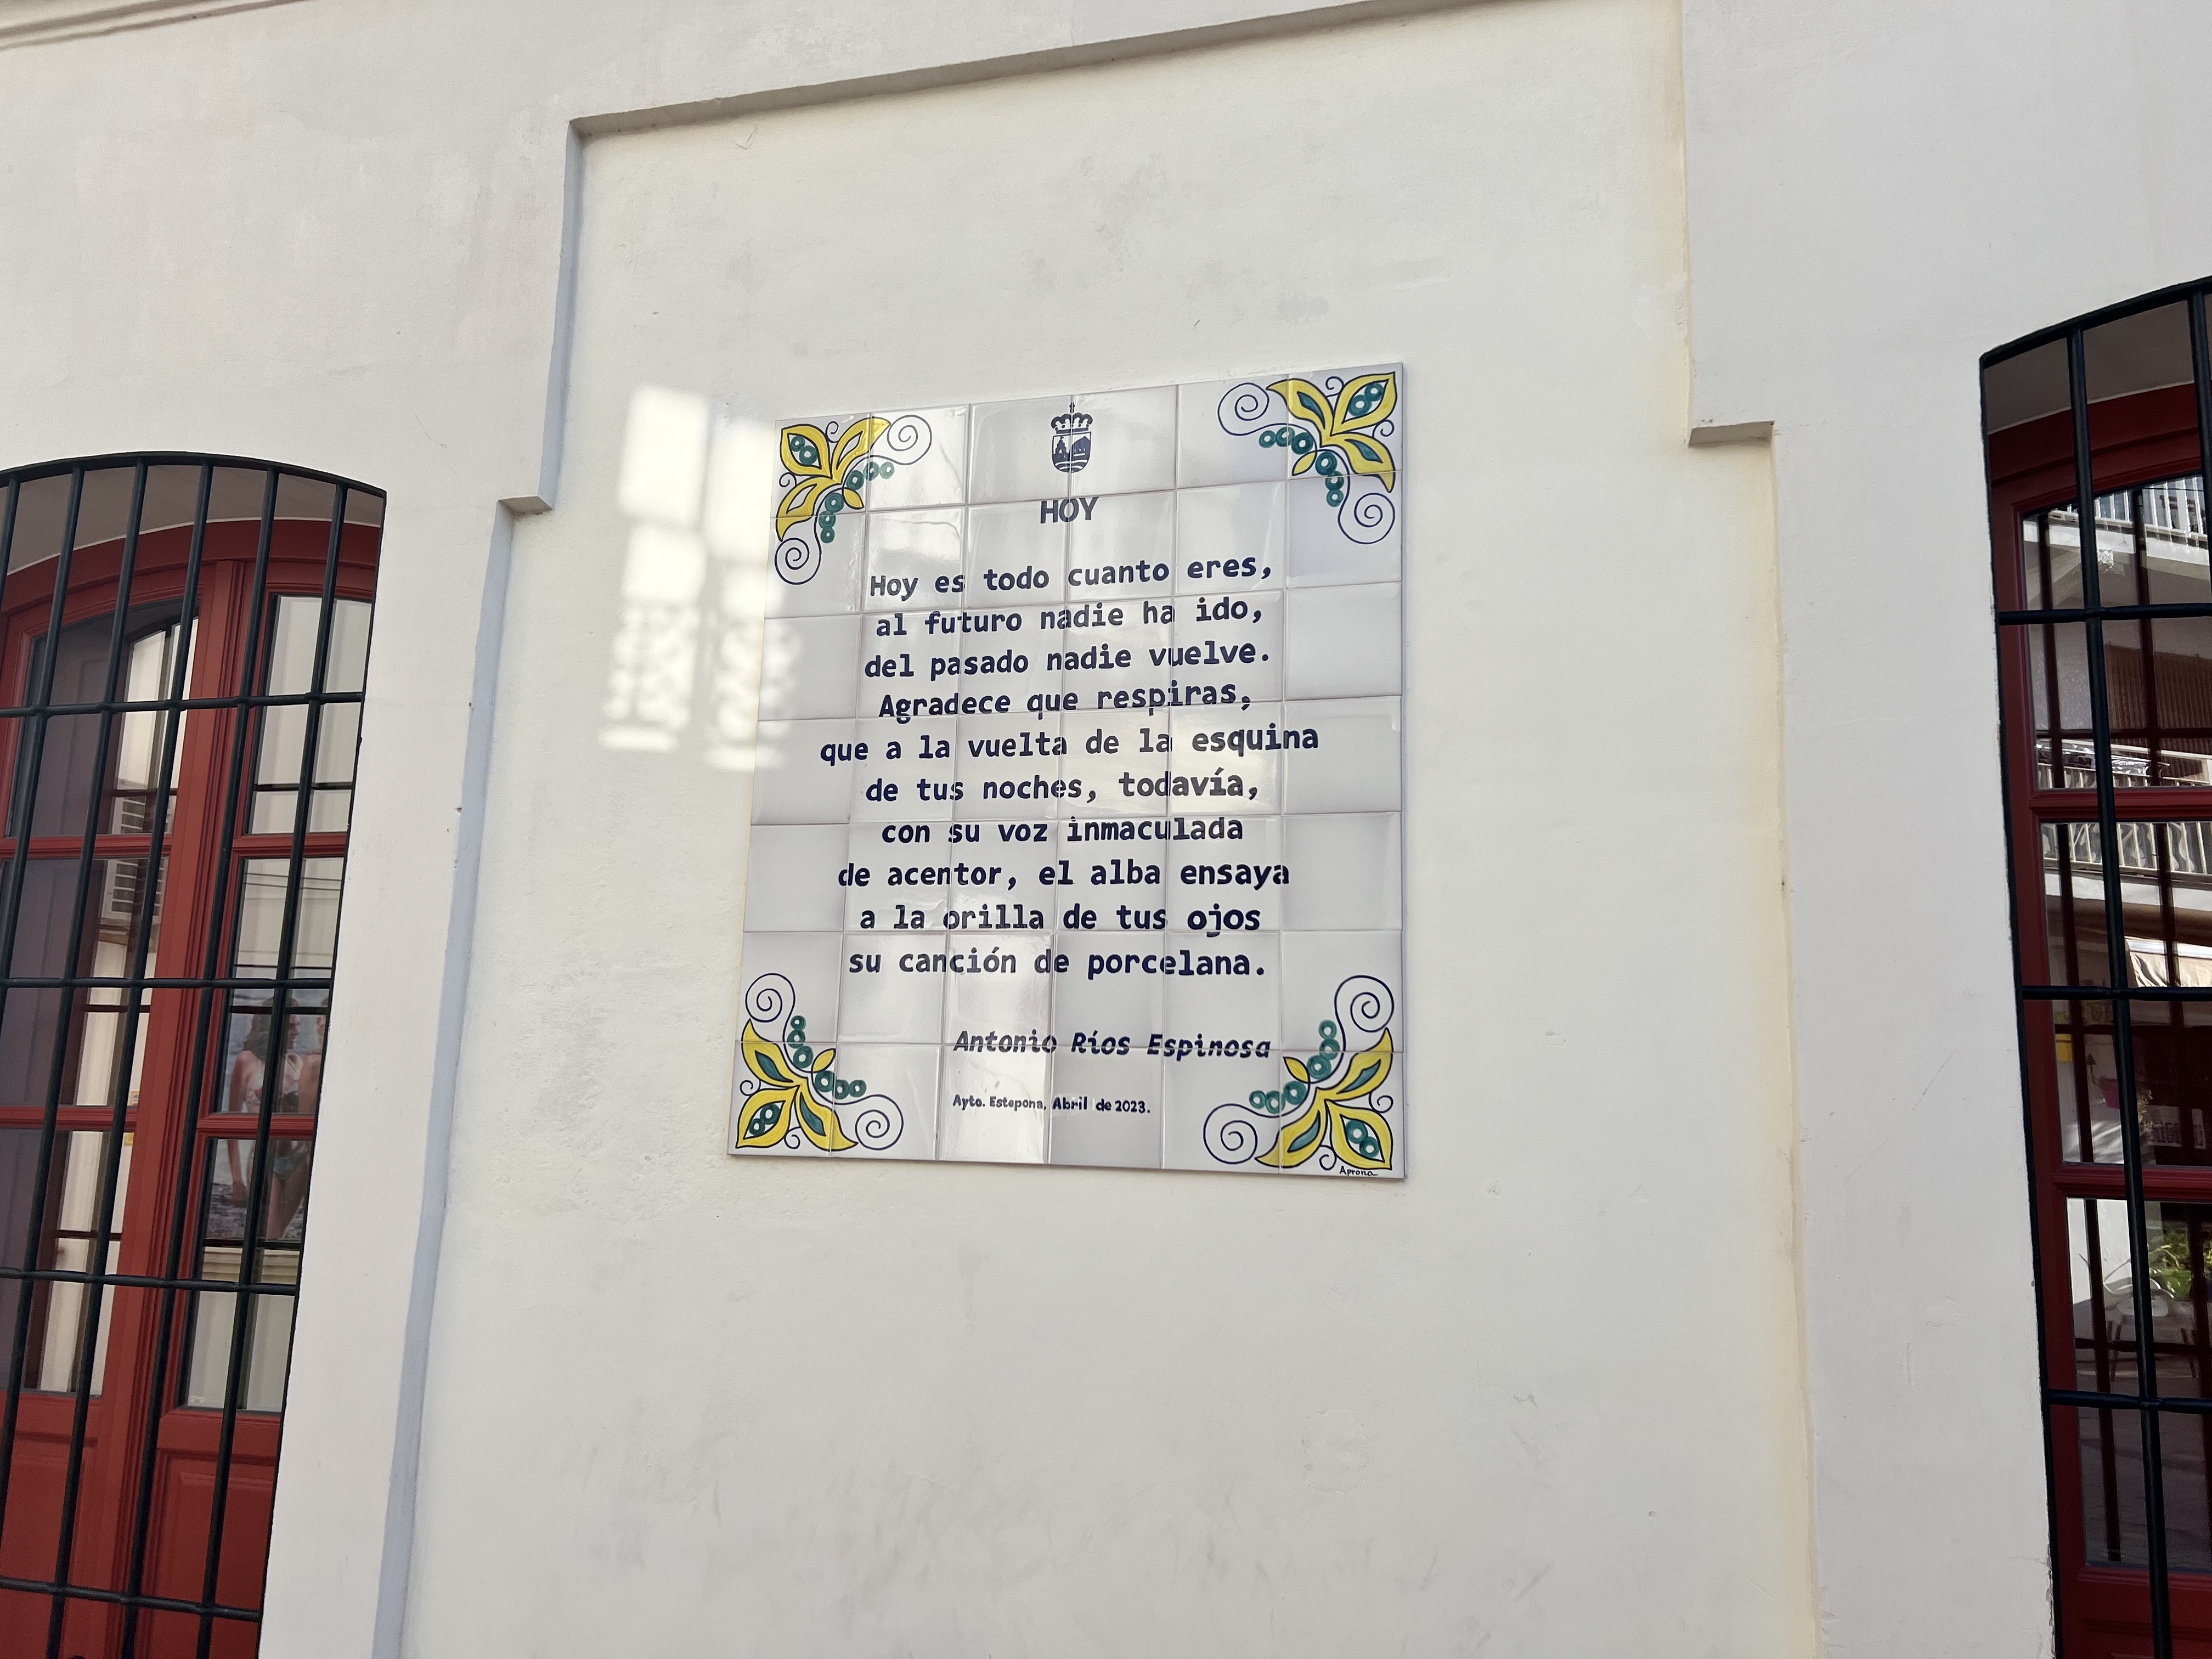 HOY
Hoy es todo cuanto eres,
al futuro nadie ha ido,
del pasado nadie vuelve.
Agradece que respiras,
que a la vuelta de la esquina
de tus noches, todavía,
con su voz inmaculada
de acentor, el alba ensaya
a la orilla de tus ojos
su canción de porcelana.
Antonio Ríos Espinosa
Ayto. Estepona, Abril de 2023.
Aprona